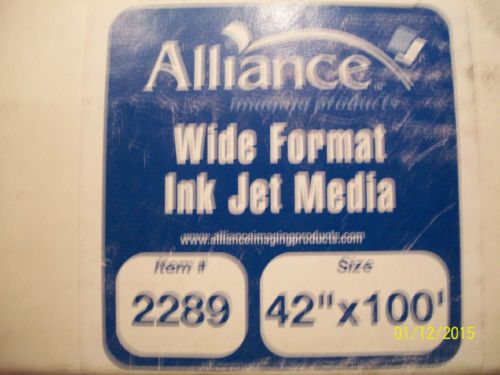 Alliance
imaging products
Wide Format
Ink Jet Media
www.allianceimagingproducts.com
Item # Size
2289 42"x100'
01/12/2015